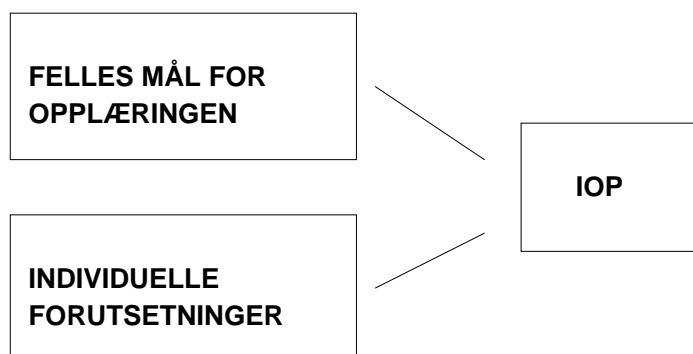 FELLES MÅL FOR
OPPLÆRINGEN
IOP
INDIVIDUELLE
FORUTSETNINGER